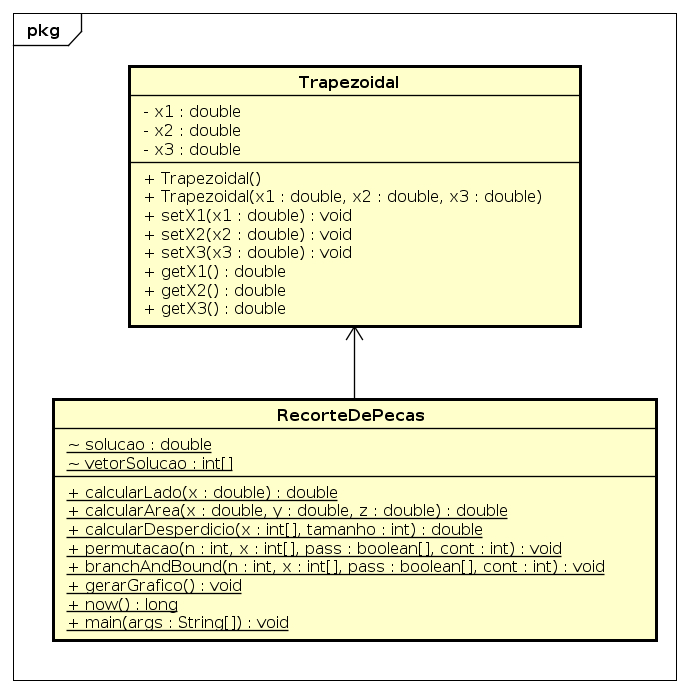 pkg
Trapezoidal
- x1 : double
- x2 : double
- x3 : double
+ Trapezoidal()
+ Trapezoidal(x1 : double, x2 : double, x3 : double)
+ setX1(x1 : double) : void
+ setX2(x2 : double) : void
+ setX3(x3 : double) : void
+ getX1() : double
+ getX2() : double
+ getX3() : double
RecorteDePecas
~ solucao : double
~ vetorSolucao : int[]
+ calcularLado(x : double) : double
+ calcularArea(x : double, y : double, z : double) : double
+ calcularDesperdicio(x : int[], tamanho : int) : double
+ permutacao(n : int, x : int[], pass : boolean[], cont : int) : void
+ branchAndBound(n : int, x : int[], pass : boolean[], cont : int) : void
+ gerarGrafico() : void
+ now() : long
+ main(args : String[]) : void